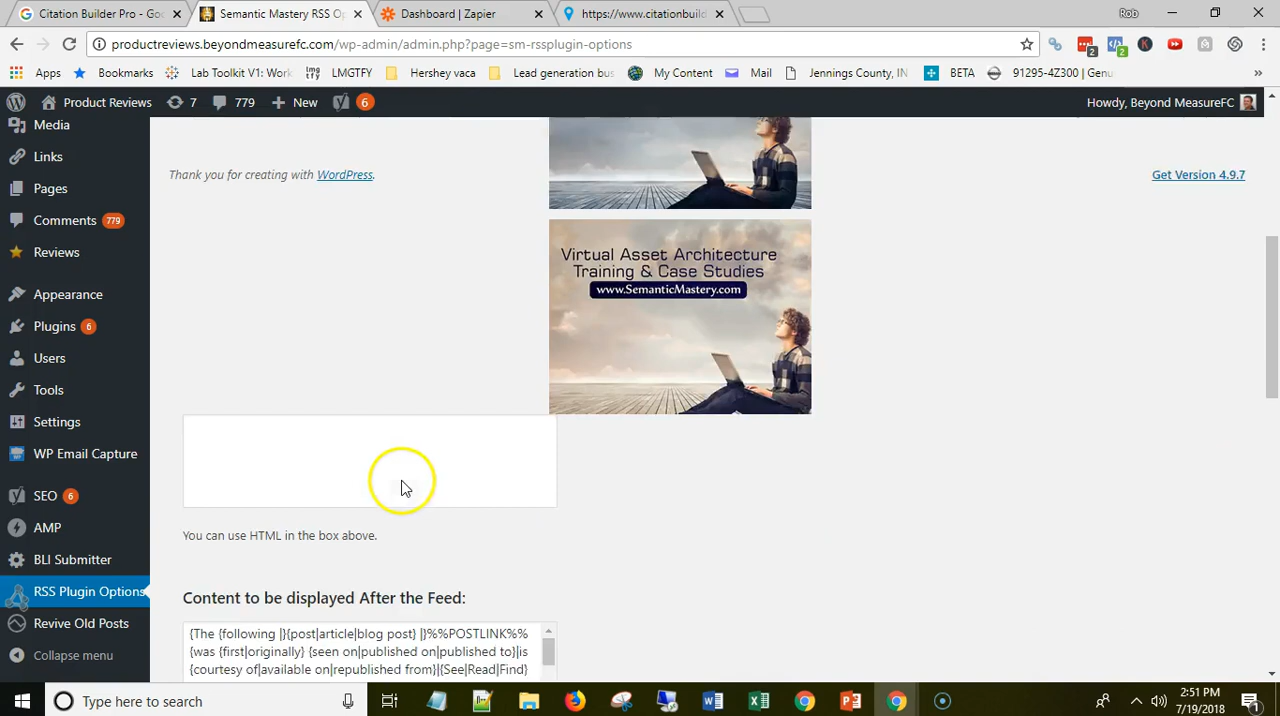 Citation Builder Pro - Goo
Semantic Mastery RSS Op
Dashboard | Zapier
https://www.citationbuild
Rob
productreviews.beyondmeasurefc.com/wp-admin/admin.php?page=sm-rssplugin-options
2
2
Apps
Bookmarks
Lab Toolkit V1: Work
LMGTFY
Hershey vaca
Lead generation bus
My Content
Mail
Jennings County, IN
BETA
91295-4Z300 | Genu
Product Reviews
7
779
New
6
Howdy, Beyond MeasureFC
Media
Links
Pages
Comments 779
Reviews
Appearance
Plugins 6
Users
Tools
Settings
WP Email Capture
SEO 6
AMP
BLI Submitter
RSS Plugin Options
Revive Old Posts
Collapse menu
Thank you for creating with WordPress.
Get Version 4.9.7
Virtual Asset Architecture
Training & Case Studies
www.SemanticMastery.com
You can use HTML in the box above.
Content to be displayed After the Feed:
{The {following |}{post|article|blog post} |}%%POSTLINK%%
{was {first|originally} {seen on|published on|published to}|is
{courtesy of|available on|republished from}|{See|Read|Find}
Type here to search
2:51 PM
7/19/2018
1